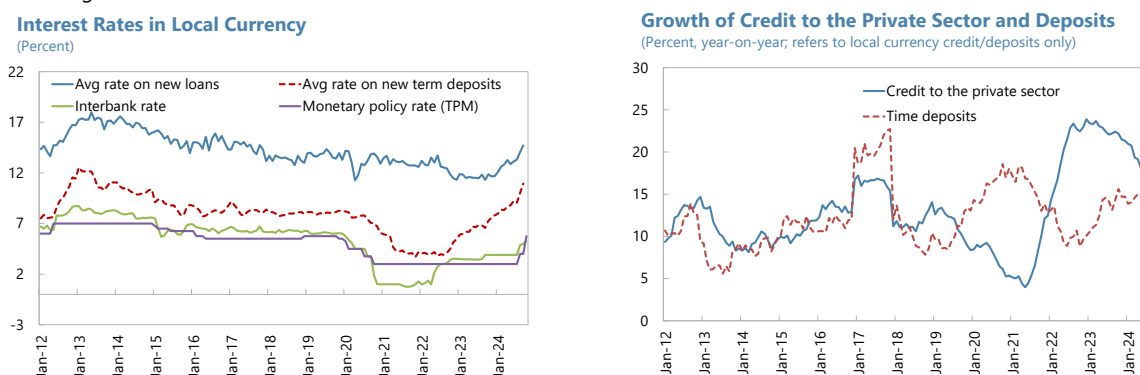 Interest Rates in Local Currency
(Percent)
22
17
12
7
2
-3
Avg rate on new loans
Avg rate on new term deposits
Interbank rate
Monetary policy rate (TPM)
Jan-12
Jan-13
Jan-14
Jan-15
Jan-16
Jan-17
Jan-18
Jan-19
Jan-20
Jan-21
Jan-22
Jan-23
Jan-24
Growth of Credit to the Private Sector and Deposits
(Percent, year-on-year; refers to local currency credit/deposits only)
30
25
20
15
10
5
0
Credit to the private sector
Time deposits
Jan-12
Jan-13
Jan-14
Jan-15
Jan-16
Jan-17
Jan-18
Jan-19
Jan-20
Jan-21
Jan-22
Jan-23
Jan-24